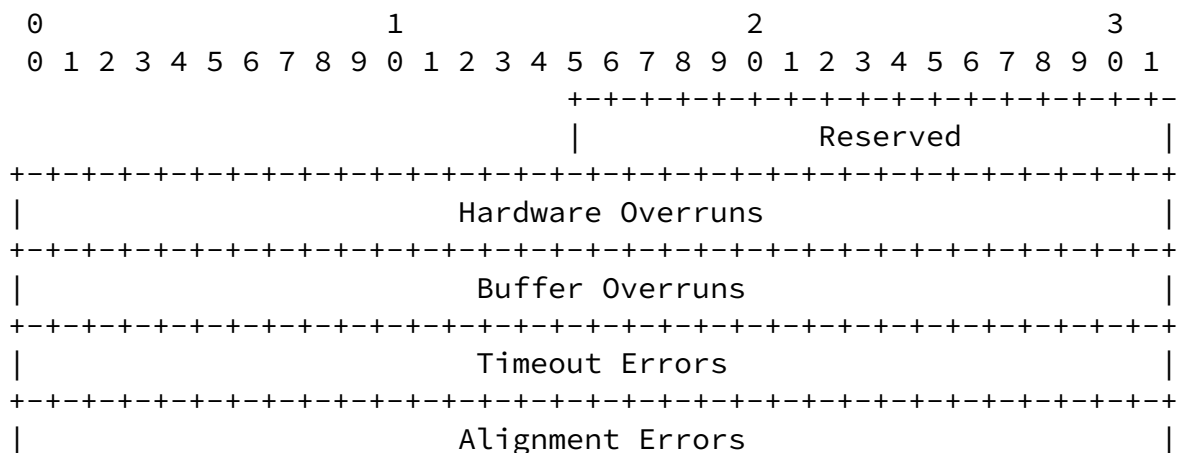 0                   1                   2                   3
 0 1 2 3 4 5 6 7 8 9 0 1 2 3 4 5 6 7 8 9 0 1 2 3 4 5 6 7 8 9 0 1
                               +-+-+-+-+-+-+-+-+-+-+-+-+-+-+-+-+-
                               |             Reserved           |
+-+-+-+-+-+-+-+-+-+-+-+-+-+-+-+-+-+-+-+-+-+-+-+-+-+-+-+-+-+-+-+-+
|                        Hardware Overruns                      |
+-+-+-+-+-+-+-+-+-+-+-+-+-+-+-+-+-+-+-+-+-+-+-+-+-+-+-+-+-+-+-+-+
|                         Buffer Overruns                       |
+-+-+-+-+-+-+-+-+-+-+-+-+-+-+-+-+-+-+-+-+-+-+-+-+-+-+-+-+-+-+-+-+
|                         Timeout Errors                        |
+-+-+-+-+-+-+-+-+-+-+-+-+-+-+-+-+-+-+-+-+-+-+-+-+-+-+-+-+-+-+-+-+
|                        Alignment Errors                       |